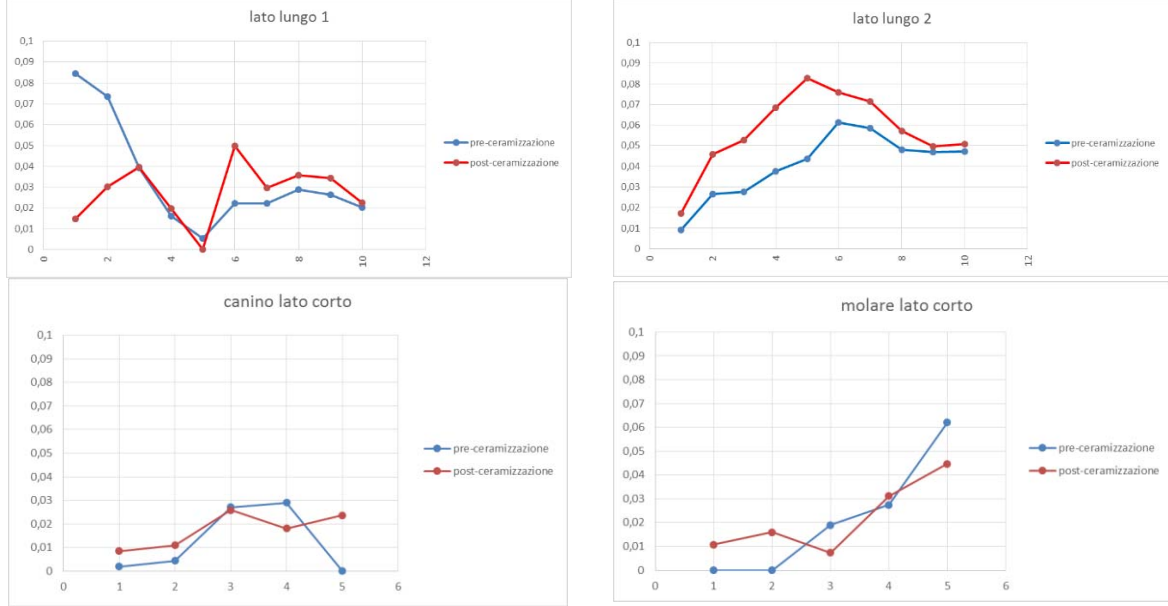 lato lungo 1
0,1
0,09
0,08
0,07
0,06
0,05
0,04
0,03
0,02
0,01
0
0 2 4 6 8 10 12
pre-ceramizzazione
post-ceramizzazione
lato lungo 2
0,1
0,09
0,08
0,07
0,06
0,05
0,04
0,03
0,02
0,01
0
0 2 4 6 8 10 12
pre-ceramizzazione
post-ceramizzazione
canino lato corto
0,1
0,09
0,08
0,07
0,06
0,05
0,04
0,03
0,02
0,01
0
0 1 2 3 4 5 6
pre-ceramizzazione
post-ceramizzazione
molare lato corto
0,1
0,09
0,08
0,07
0,06
0,05
0,04
0,03
0,02
0,01
0
0 1 2 3 4 5 6
pre-ceramizzazione
post-ceramizzazione